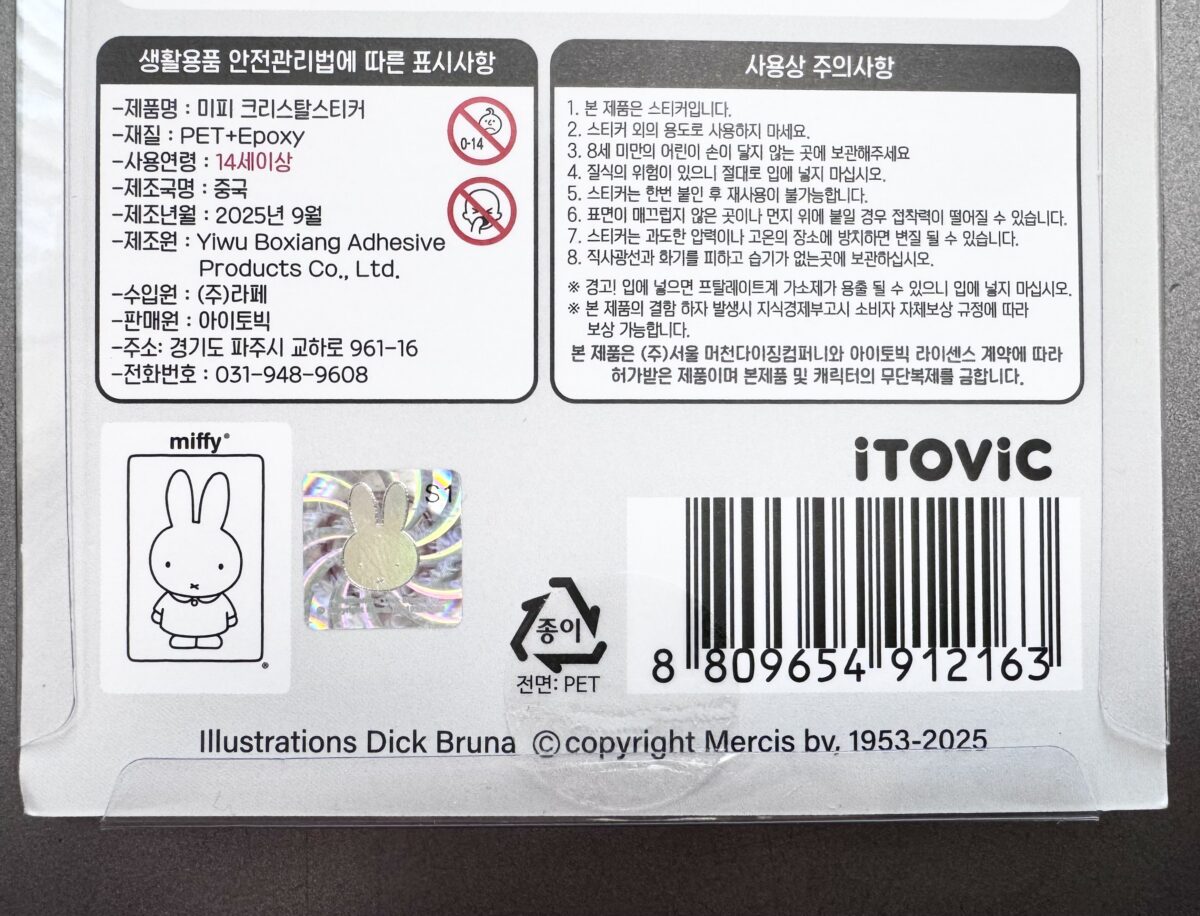 생활용품 안전관리법에 따른 표시사항
-제품명 : 미피 크리스탈스티커
-재질 : PET+Epoxy
-사용연령 : 14세이상
-제조국명 : 중국
-제조년월 : 2025년 9월
-제조원 : Yiwu Boxiang Adhesive
Products Co., Ltd.
-수입원 : (주)라페
-판매원 : 아이토빅
-주소: 경기도 파주시 교하로 961-16
-전화번호 : 031-948-9608
0-14
사용상 주의사항
1. 본 제품은 스티커입니다.
2. 스티커 외의 용도로 사용하지 마세요.
3. 8세 미만의 어린이 손이 닿지 않는 곳에 보관해주세요
4. 질식의 위험이 있으니 절대로 입에 넣지 마십시오.
5. 스티커는 한번 붙인 후 재사용이 불가능합니다.
6. 표면이 매끄럽지 않은 곳이나 먼지 위에 붙일 경우 접착력이 떨어질 수 있습니다.
7. 스티커는 과도한 압력이나 고온의 장소에 방치하면 변질 될 수 있습니다.
8. 직사광선과 화기를 피하고 습기가 없는곳에 보관하십시오.
※ 경고! 입에 넣으면 프탈레이트계 가소제가 용출 될 수 있으니 입에 넣지 마십시오.
※ 본 제품의 결함 하자 발생시 지식경제부고시 소비자 자체보상 규정에 따라
보상 가능합니다.
본 제품은 (주)서울 머천다이징컴퍼니와 아이토빅 라이센스 계약에 따라
허가받은 제품이며 본제품 및 캐릭터의 무단복제를 금합니다.
miffy®
®
S1
종이
전면: PET
iTOViC
8 809654 912163
Illustrations Dick Bruna © copyright Mercis bv, 1953-2025